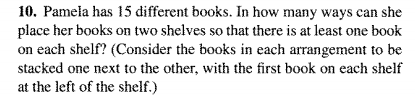 10. Pamela has 15 different books. In how many ways can she
place her books on two shelves so that there is at least one book
on each shelf? (Consider the books in each arrangement to be
stacked one next to the other, with the first book on each shelf
at the left of the shelf.)